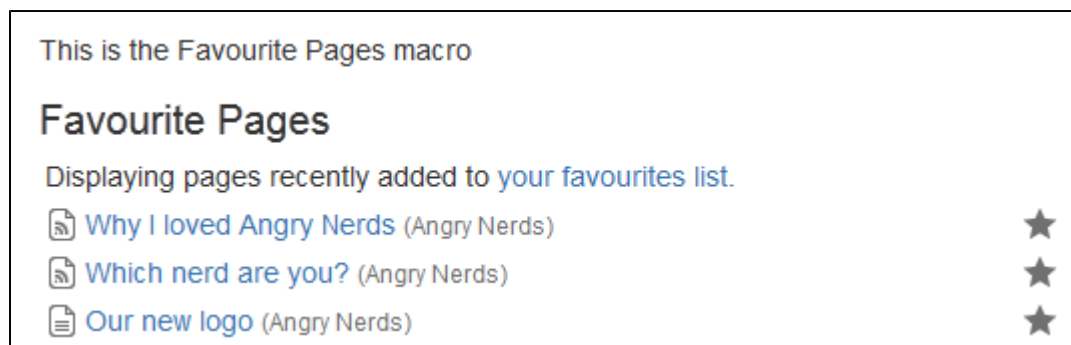 This is the Favourite Pages macro
Favourite Pages
Displaying pages recently added to your favourites list.
Why I loved Angry Nerds (Angry Nerds)
Which nerd are you? (Angry Nerds)
Our new logo (Angry Nerds)